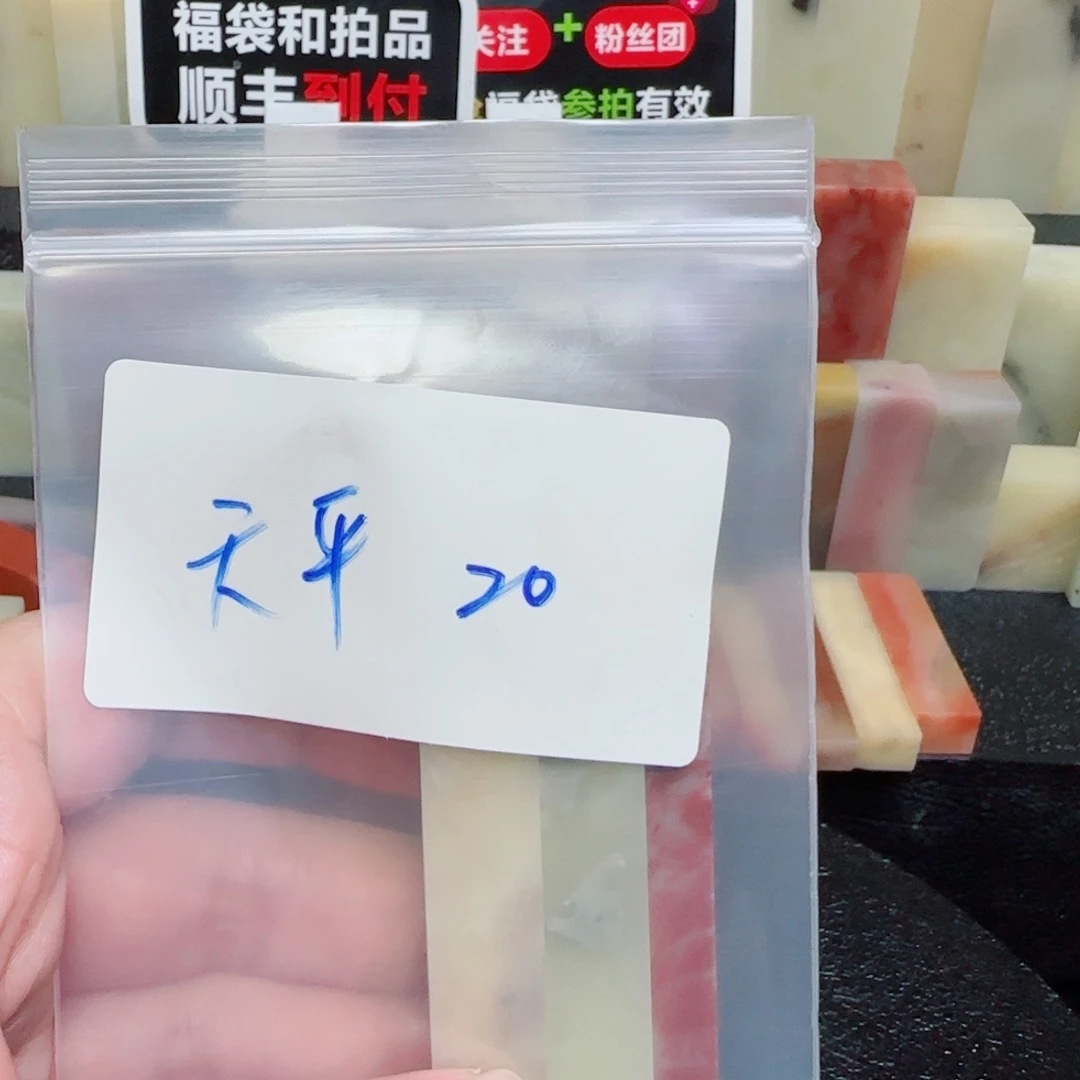 福袋和拍品
顺丰到付
关注+粉丝团
福袋参拍有效
天平 20